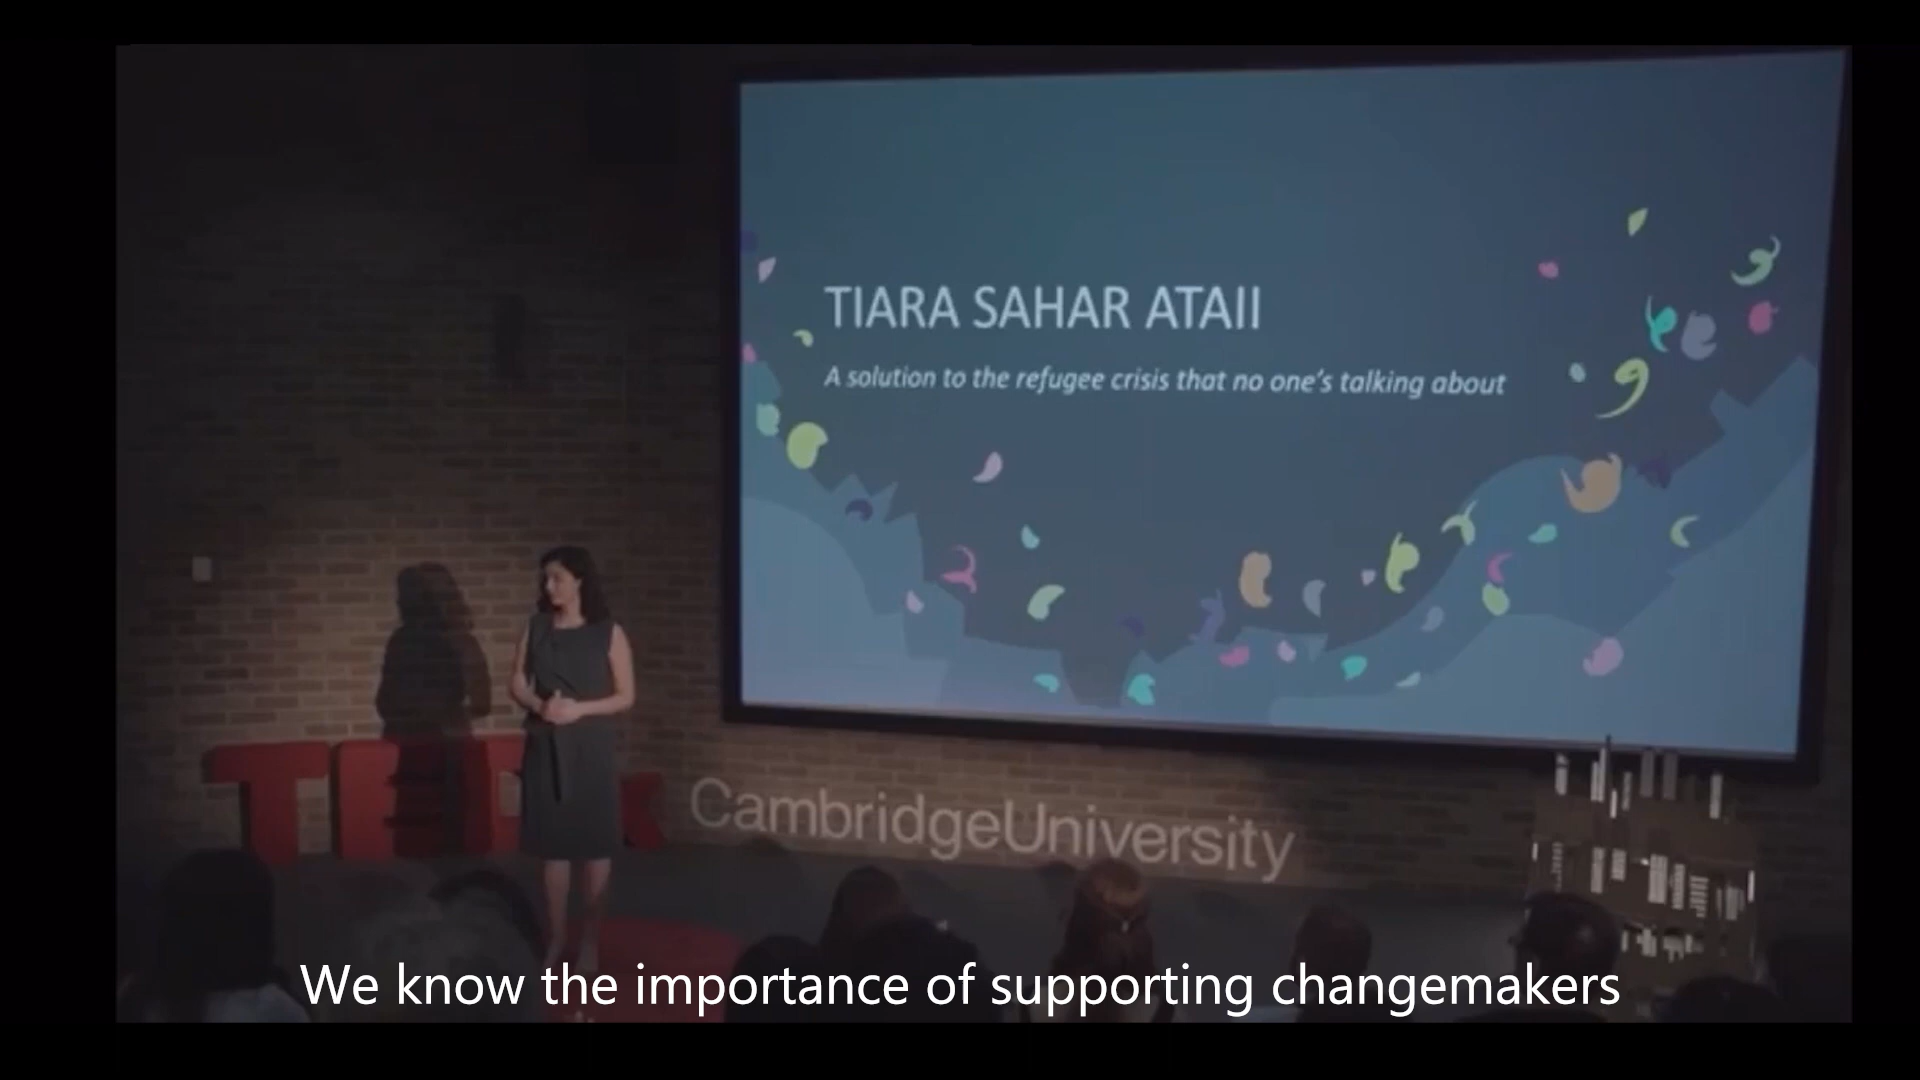 TIARA SAHAR ATAII
A solution to the refugee crisis that no one's talking about
TEDx
CambridgeUniversity
We know the importance of supporting changemakers